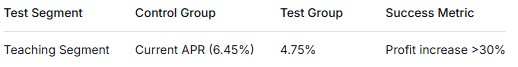 Test Segment Control Group Test Group Success Metric
Teaching Segment Current APR (6.45%) 4.75% Profit increase >30%